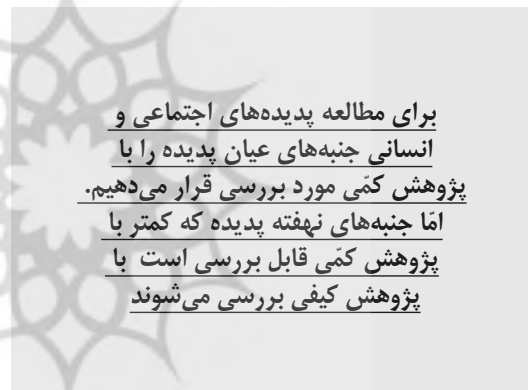 برای مطالعه پدیده‌های اجتماعی و
انسانی جنبه‌های عیان پدیده را با
پژوهش کمّی مورد بررسی قرار می‌دهیم.
امّا جنبه‌های نهفته پدیده که کمتر با
پژوهش کمّی قابل بررسی است با
پژوهش کیفی بررسی می‌شوند